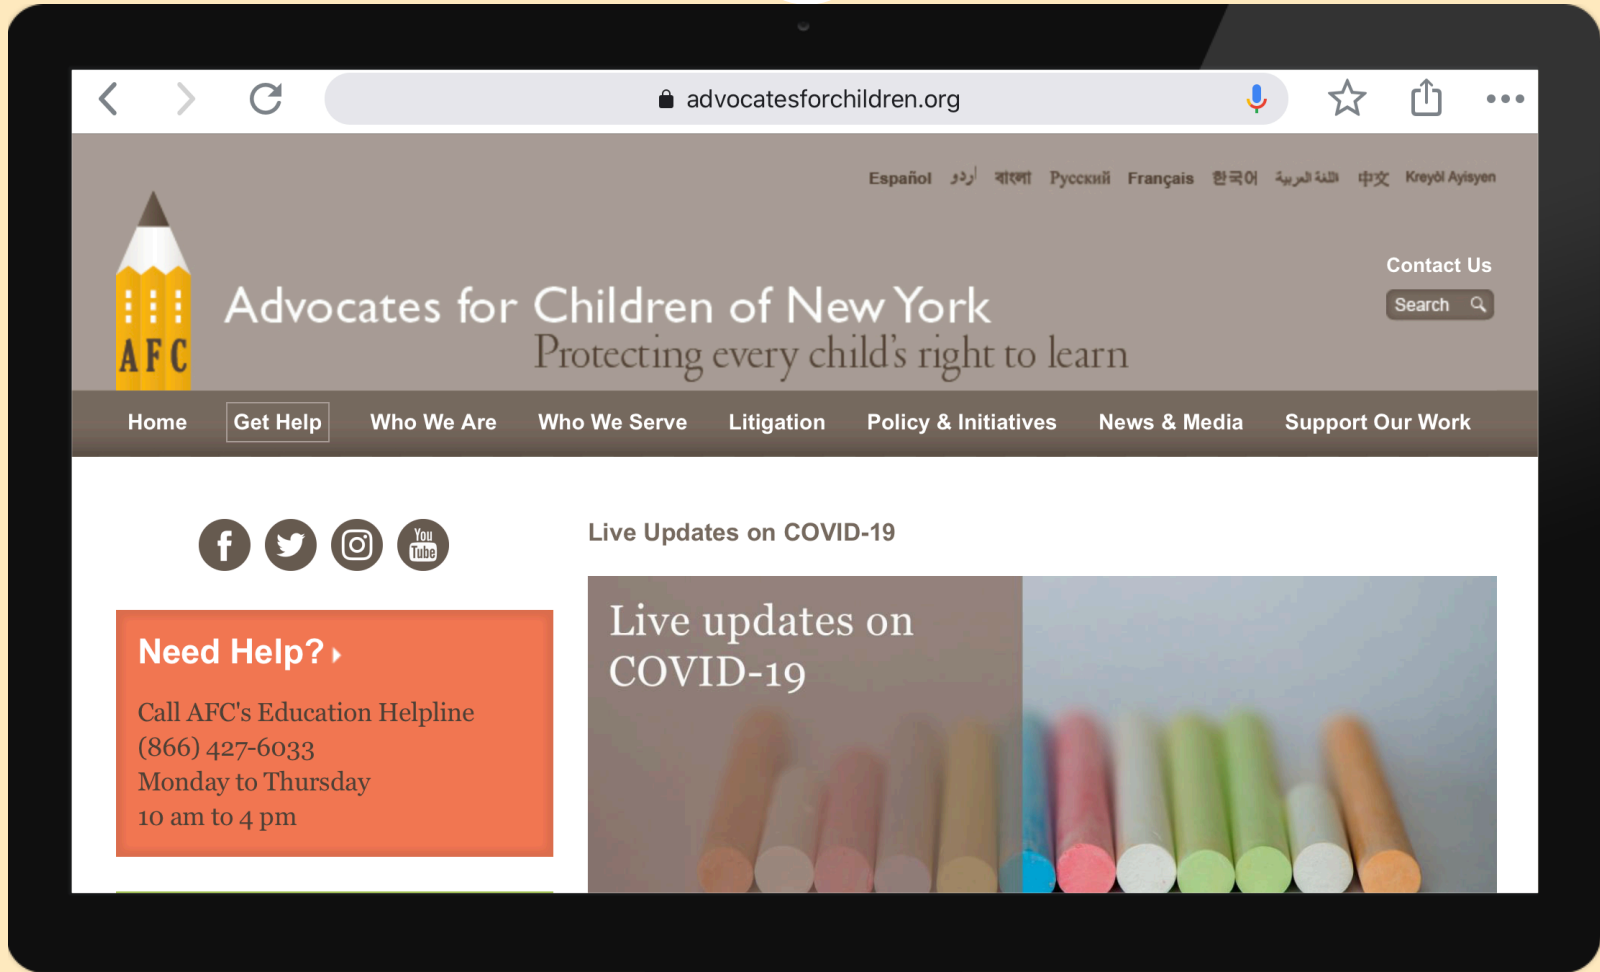 advocatesforchildren.org
Español اردو বাংলা Русский Français 한국어 اللغة العربية 中文 Kreyòl Ayisyen
Contact Us
Search
AFC
Advocates for Children of New York
Protecting every child's right to learn
Home Get Help Who We Are Who We Serve Litigation Policy & Initiatives News & Media Support Our Work
f You Tube
Need Help?
Call AFC's Education Helpline
(866) 427-6033
Monday to Thursday
10 am to 4 pm
Live Updates on COVID-19
Live updates on
COVID-19